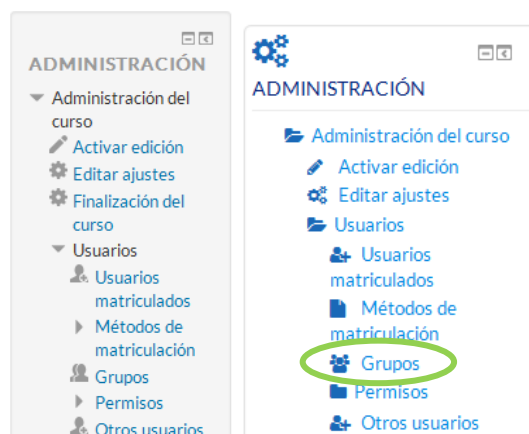 ADMINISTRACIÓN
Administración del
curso
Activar edición
Editar ajustes
Finalización del
curso
Usuarios
Usuarios
matriculados
Métodos de
matriculación
Grupos
Permisos
Otros usuarios
ADMINISTRACIÓN
Administración del curso
Activar edición
Editar ajustes
Usuarios
Usuarios
matriculados
Métodos de
matriculación
Grupos
Permisos
Otros usuarios